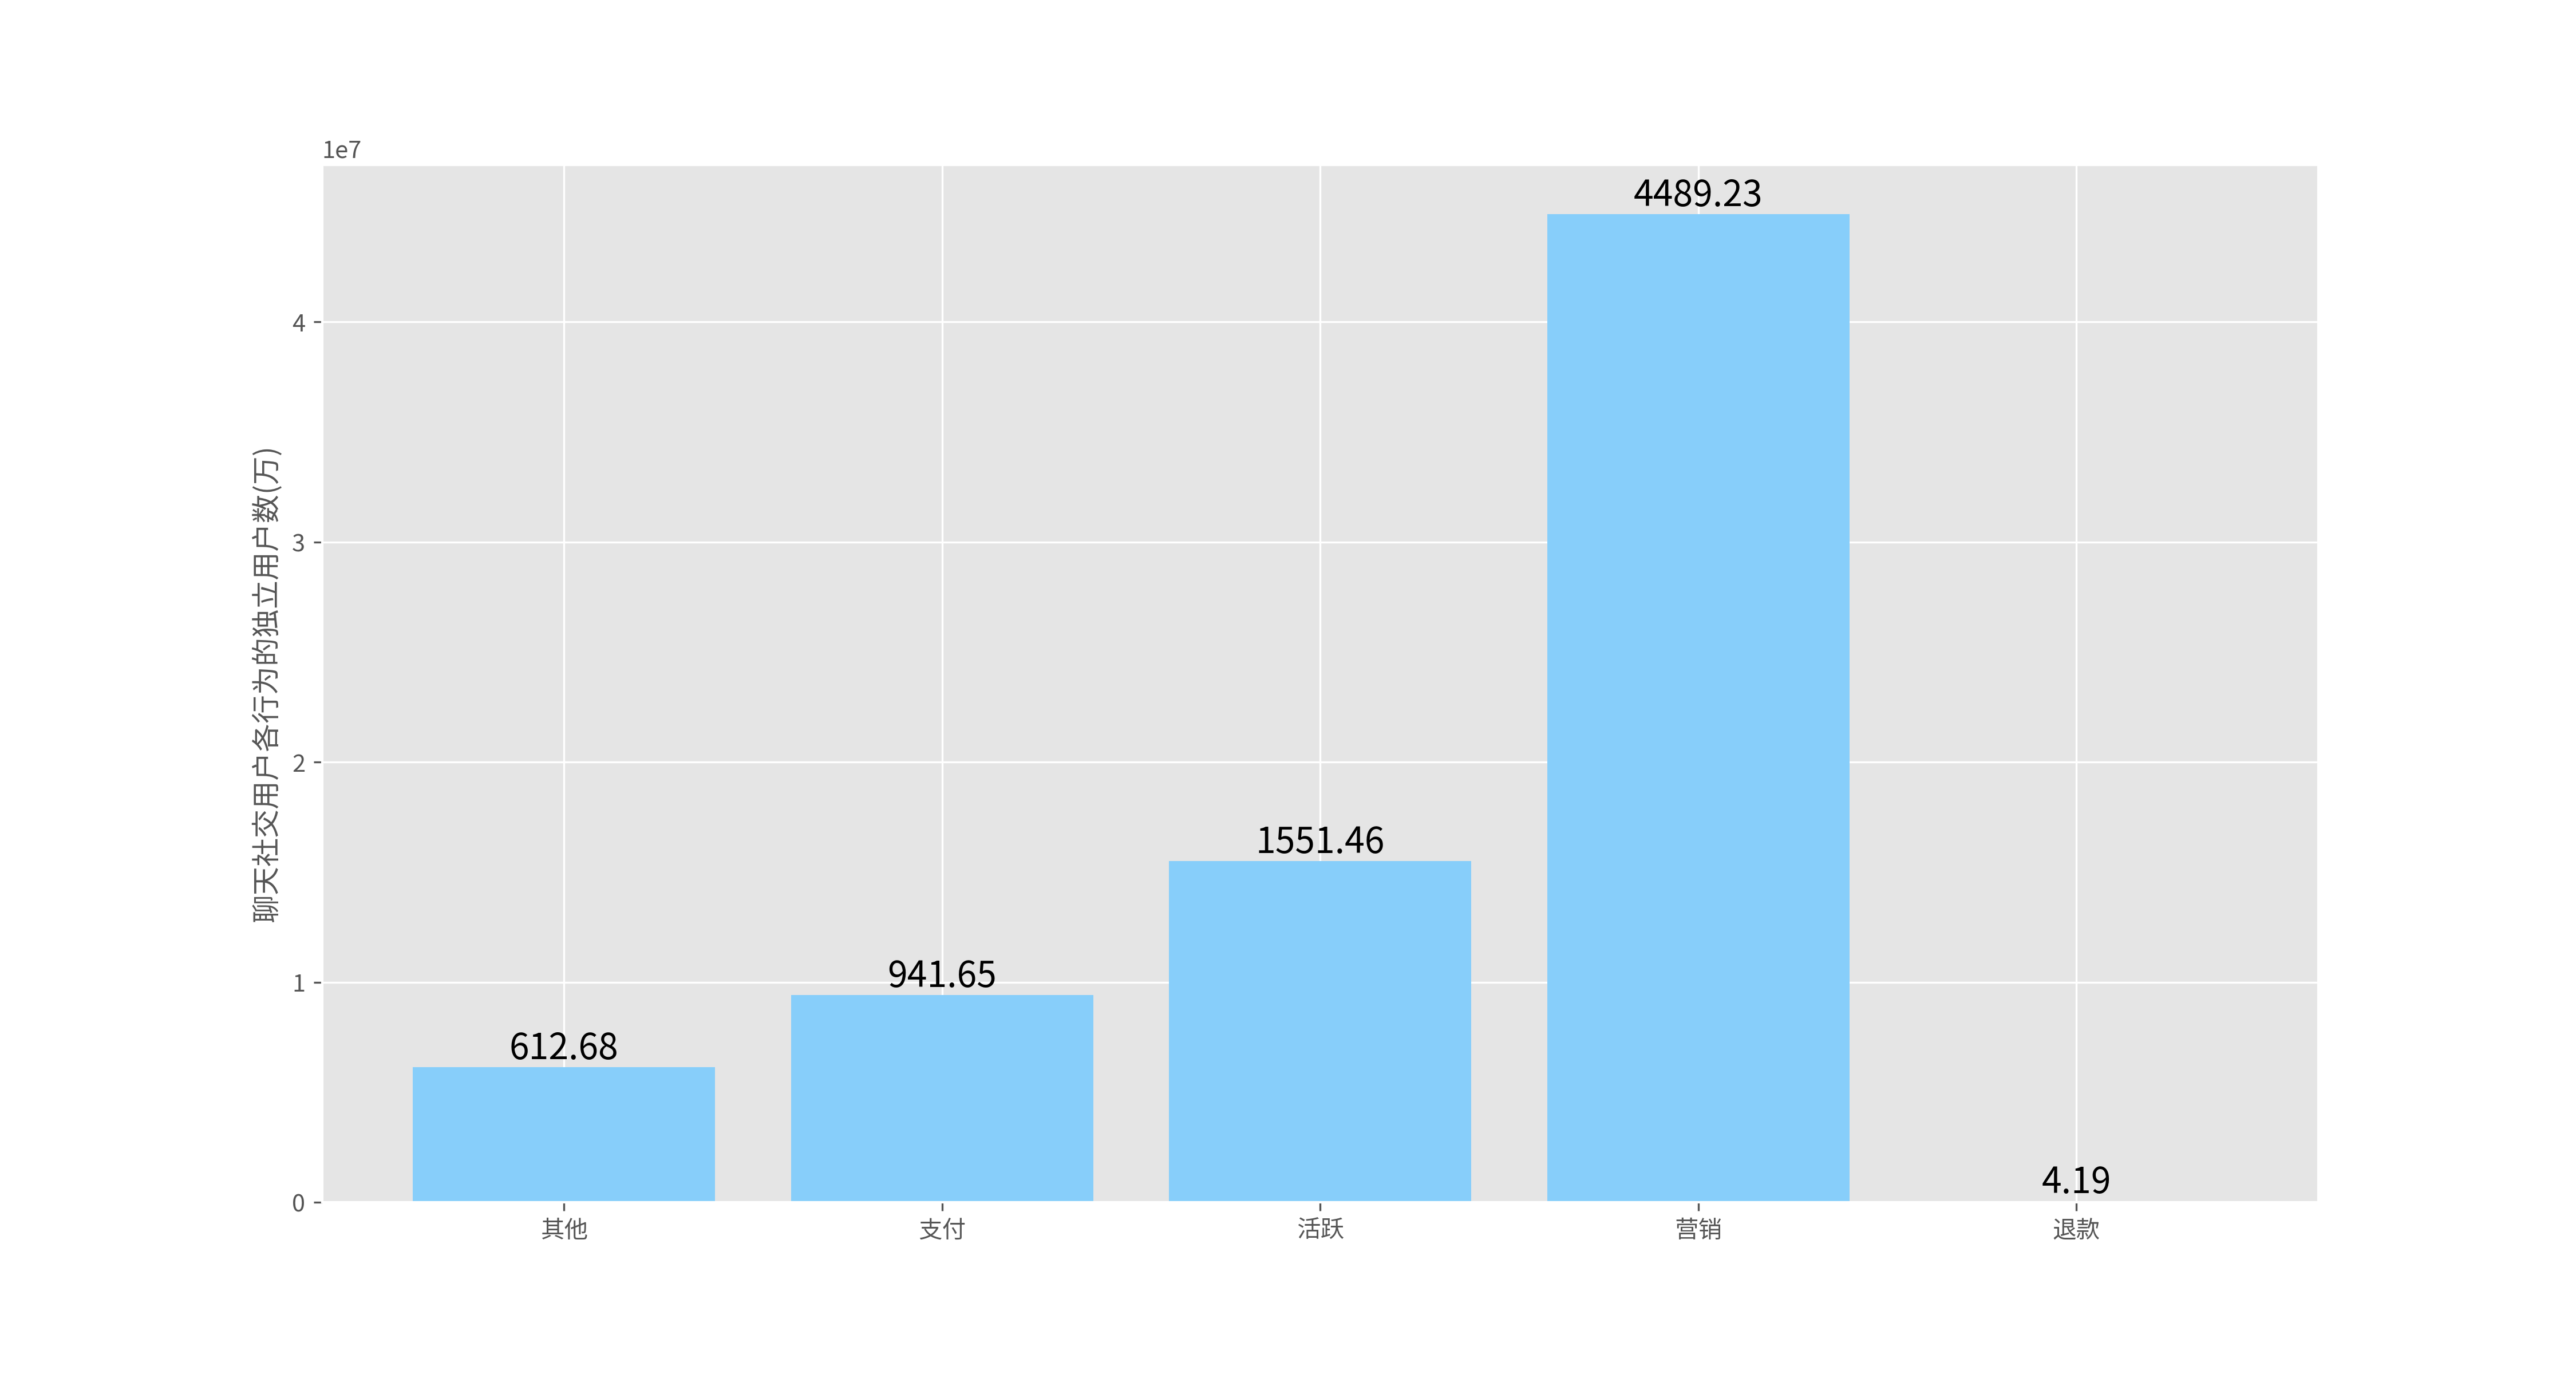 1e7
4489.23
4
3
2
1551.46
1
941.65
612.68
4.19
0
聊天社交用户各行为的独立用户数(万)
其他
支付
活跃
营销
退款